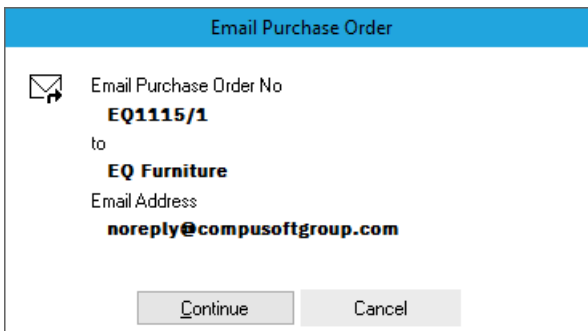 Email Purchase Order
Email Purchase Order No
EQ1115/1
to
EQ Furniture
Email Address
noreply@compusoftgroup.com
Continue Cancel